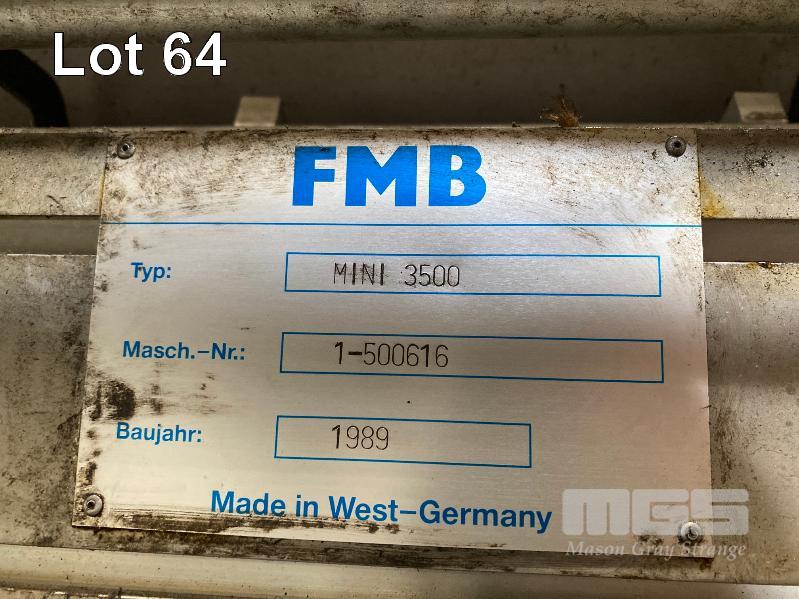 Lot 64
FMB
Typ: MINI 3500
Masch.-Nr.: 1-500616
Baujahr: 1989
Made in West-Germany
MGS
Mason Gray Strange